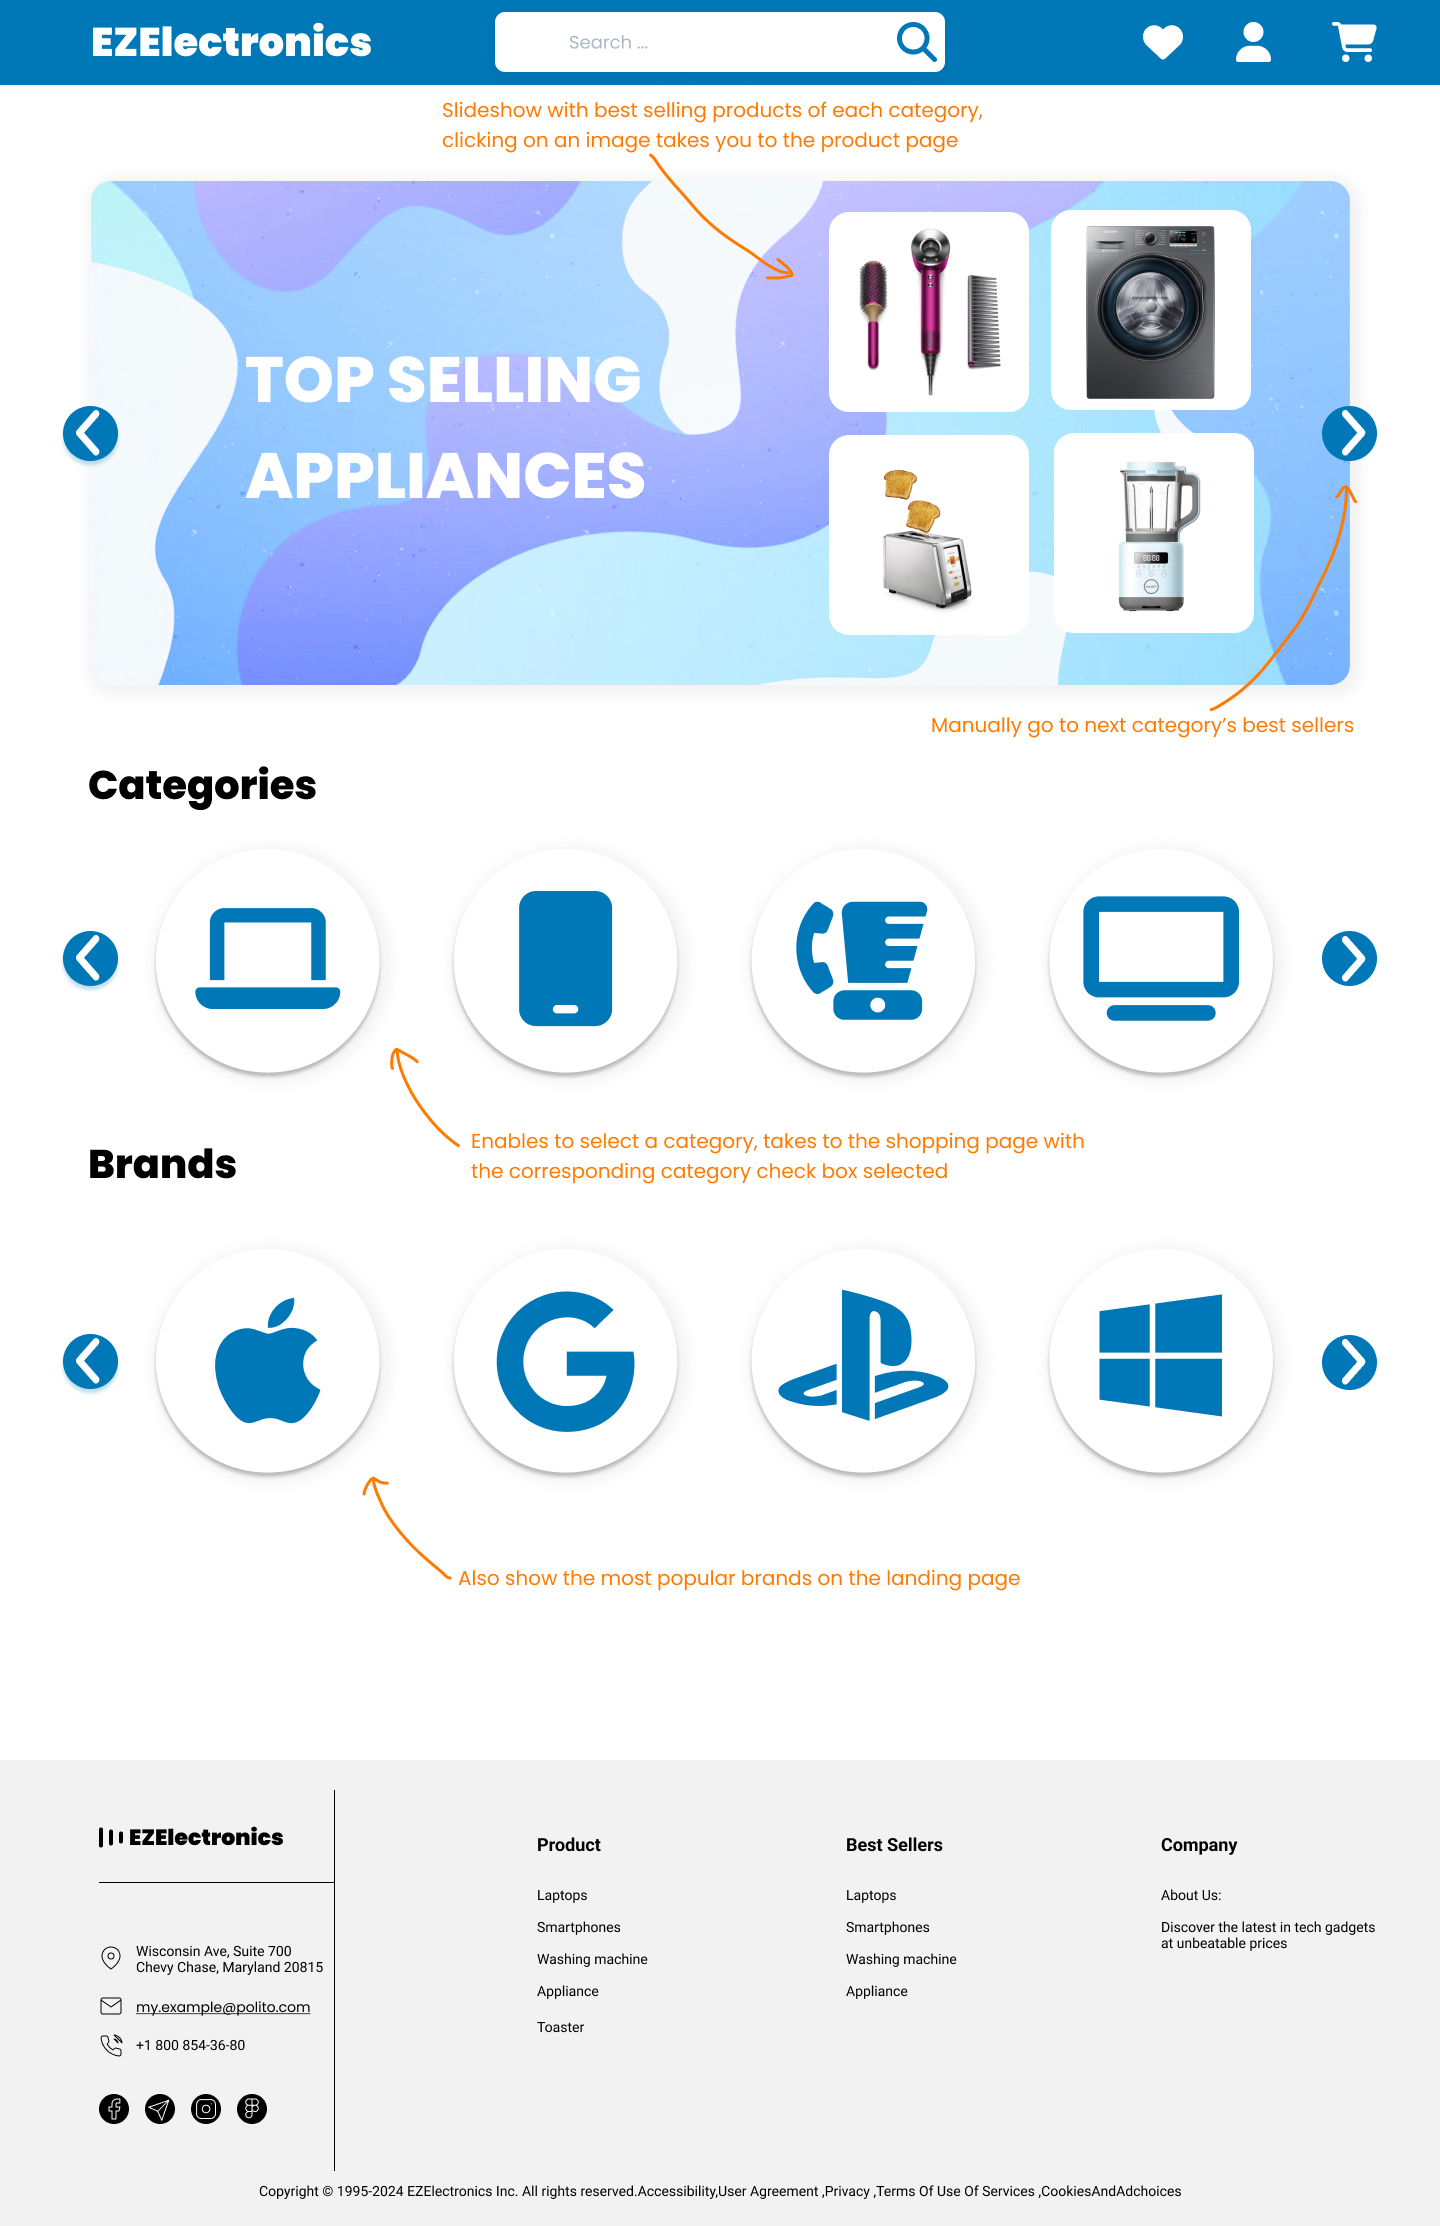 EZElectronics
Search ...
Slideshow with best selling products of each category,
clicking on an image takes you to the product page
TOP SELLING
APPLIANCES
Manually go to next category's best sellers
Categories
Enables to select a category, takes to the shopping page with
the corresponding category check box selected
Brands
Also show the most popular brands on the landing page
EZElectronics
Wisconsin Ave, Suite 700
Chevy Chase, Maryland 20815
my.example@polito.com
+1 800 854-36-80
Product
Laptops
Smartphones
Washing machine
Appliance
Toaster
Best Sellers
Laptops
Smartphones
Washing machine
Appliance
Company
About Us:
Discover the latest in tech gadgets
at unbeatable prices
Copyright © 1995-2024 EZElectronics Inc. All rights reserved.Accessibility,User Agreement ,Privacy ,Terms Of Use Of Services ,CookiesAndAdchoices